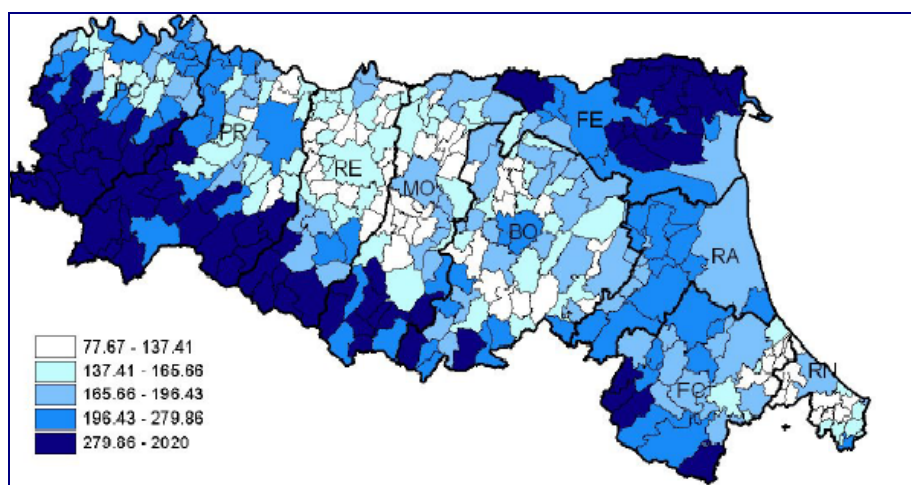 PC
PR
RE
MO
FE
BO
RA
FC
RN
77.67 - 137.41
137.41 - 165.66
165.66 - 196.43
196.43 - 279.86
279.86 - 2020